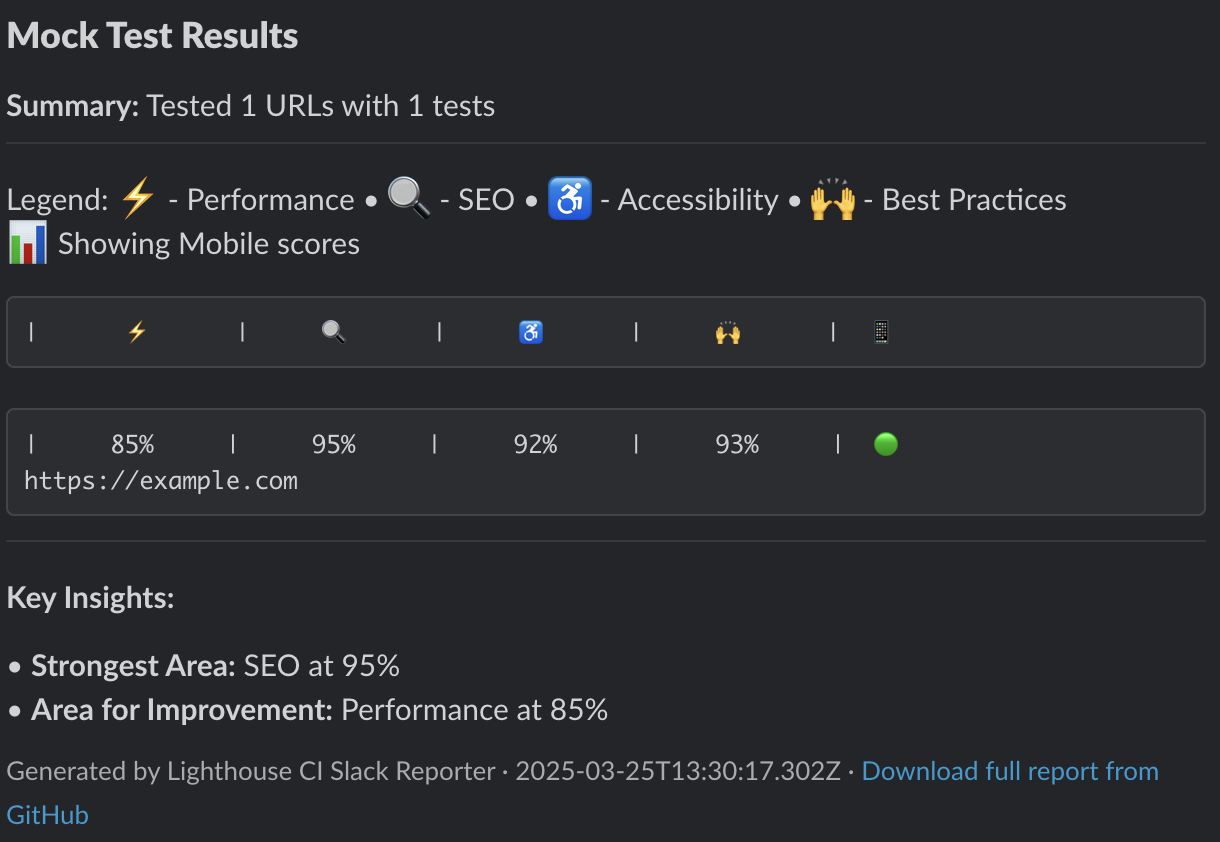 Mock Test Results
Summary: Tested 1 URLs with 1 tests
Legend: ⚡ - Performance • 🔍 - SEO • ♿ - Accessibility • 🙌 - Best Practices
📊 Showing Mobile scores
| ⚡ | 🔍 | ♿ | 🙌 | 📱
| 85% | 95% | 92% | 93% | 🟢
https://example.com
Key Insights:
• Strongest Area: SEO at 95%
• Area for Improvement: Performance at 85%
Generated by Lighthouse CI Slack Reporter · 2025-03-25T13:30:17.302Z · Download full report from
GitHub